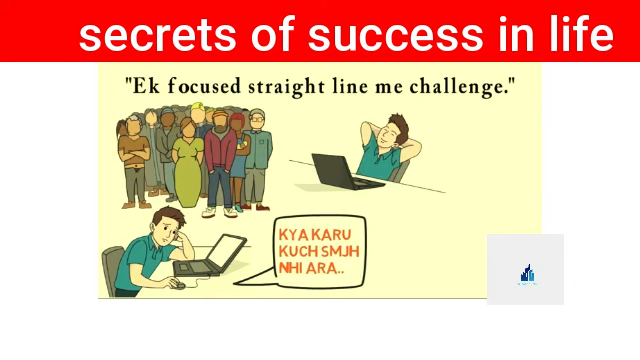 secrets of success in life
"Ek focused straight line me challenge."
KYA KARU
KUCH SMJH
NHI ARA..